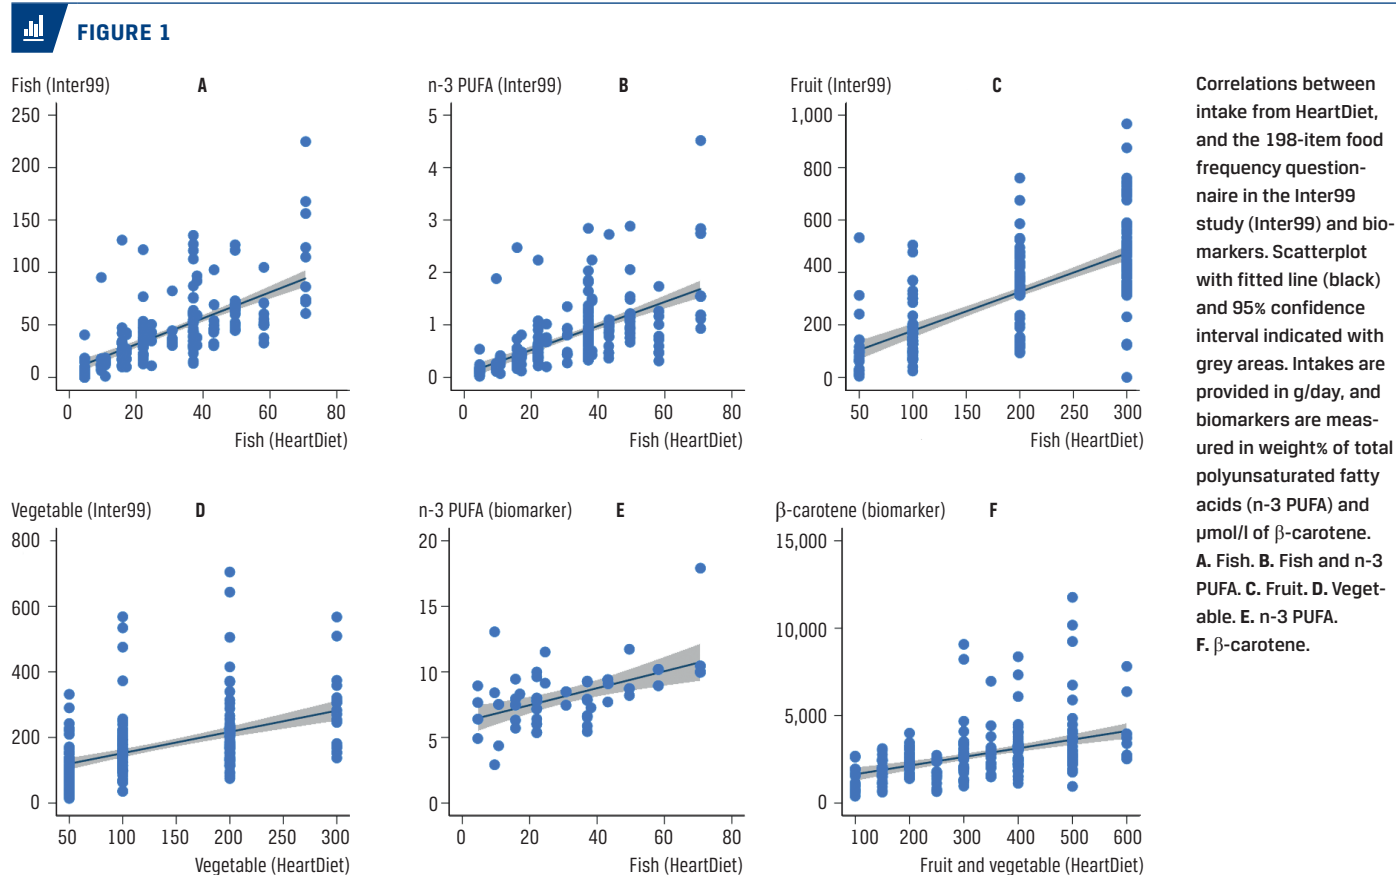 FIGURE 1
Fish (Inter99)
A
250
200
150
100
50
0
0 20 40 60 80
Fish (HeartDiet)
n-3 PUFA (Inter99)
B
5
4
3
2
1
0
0 20 40 60 80
Fish (HeartDiet)
Fruit (Inter99)
C
1,000
800
600
400
200
0
50 100 150 200 250 300
Fish (HeartDiet)
Correlations between
intake from HeartDiet,
and the 198-item food
frequency question-
naire in the Inter99
study (Inter99) and bio-
markers. Scatterplot
with fitted line (black)
and 95% confidence
interval indicated with
grey areas. Intakes are
provided in g/day, and
biomarkers are meas-
ured in weight% of total
polyunsaturated fatty
acids (n-3 PUFA) and
μmol/l of β-carotene.
A. Fish. B. Fish and n-3
PUFA. C. Fruit. D. Veget-
able. E. n-3 PUFA.
F. β-carotene.
Vegetable (Inter99)
D
800
600
400
200
0
50 100 150 200 250 300
Vegetable (HeartDiet)
n-3 PUFA (biomarker)
E
20
15
10
5
0
0 20 40 60 80
Fish (HeartDiet)
β-carotene (biomarker)
F
15,000
10,000
5,000
0
100 200 300 400 500 600
Fruit and vegetable (HeartDiet)